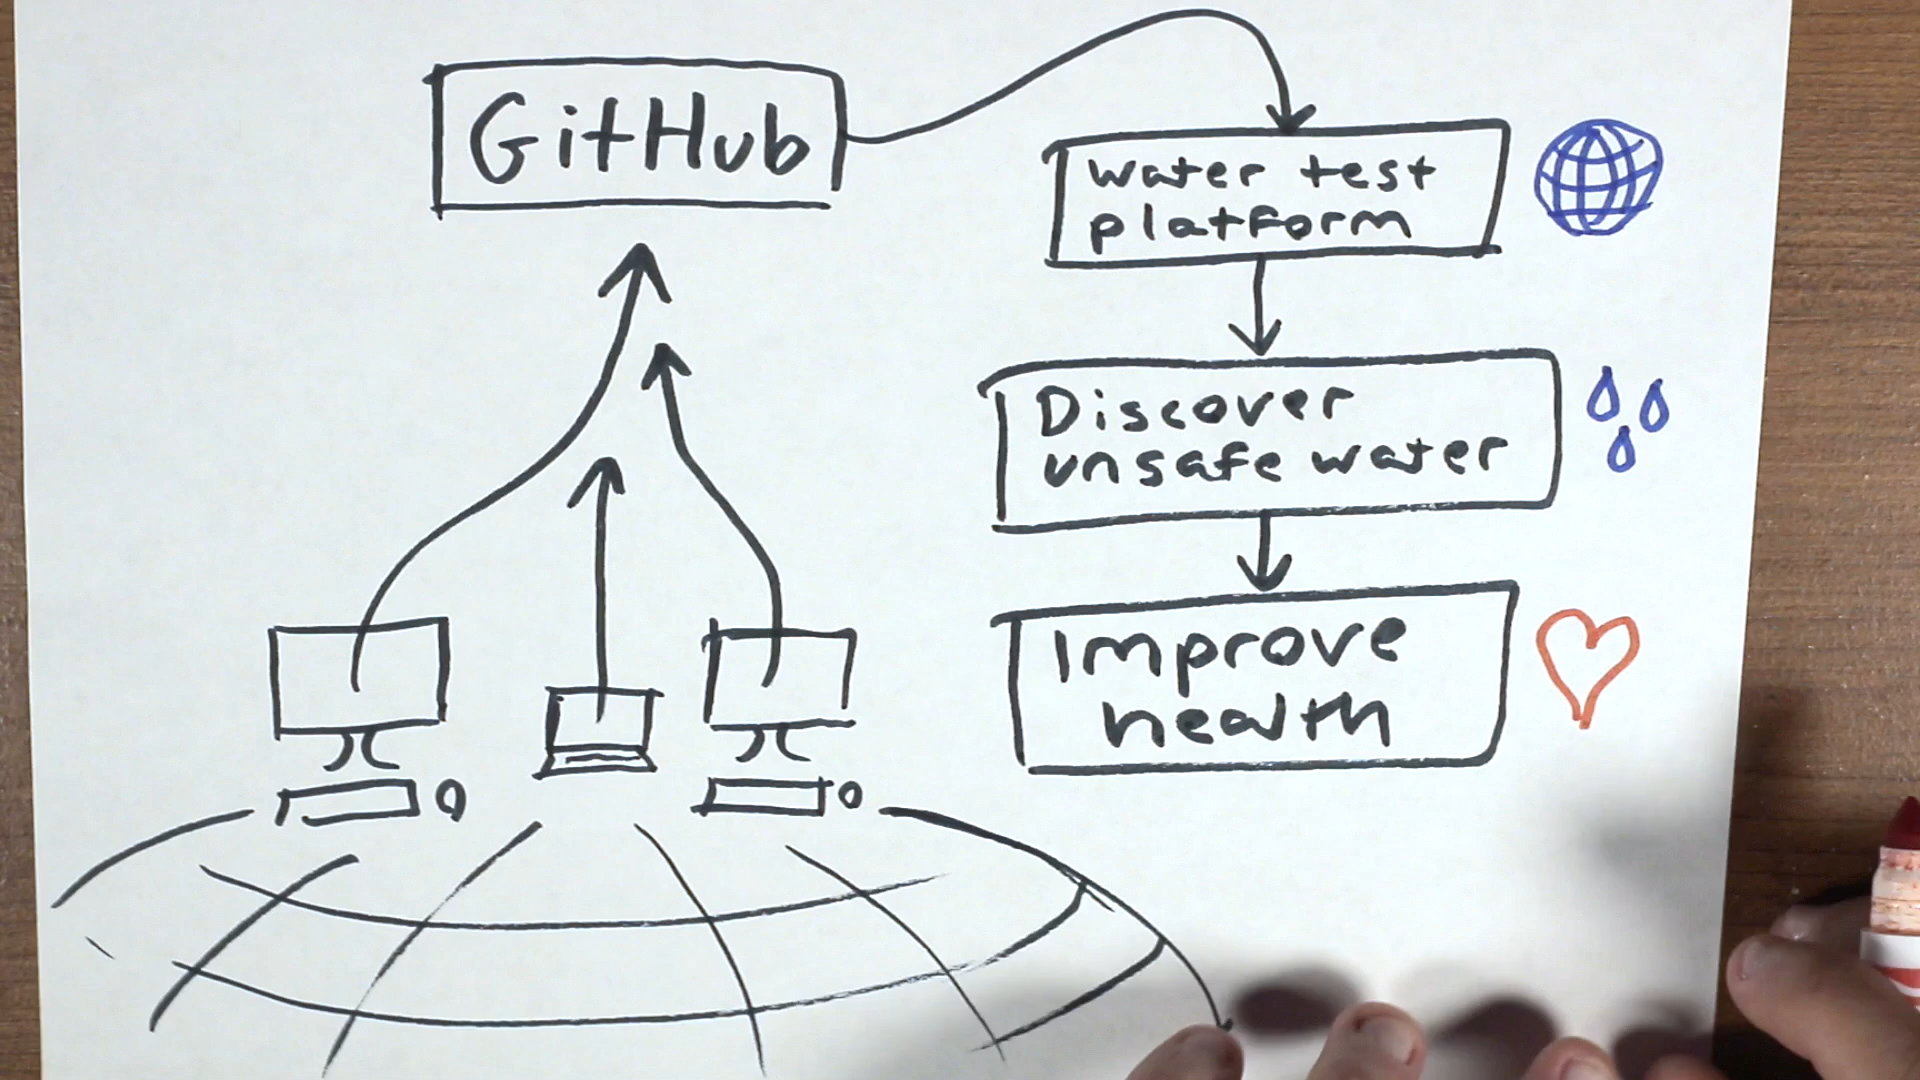 GitHub
water test
platform
Discover
unsafe water
Improve
health